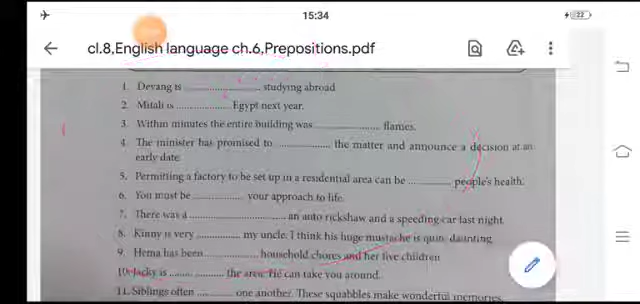 15:34
22
cl.8,English language ch.6,Prepositions.pdf
1. Devang is ........................ studying abroad
2. Mitali is .................. Egypt next year.
3. Within minutes the entire building was ..................... flames.
4. The minister has promised to ................. the matter and announce a decision at an
early date.
5. Permitting a factory to be set up in a residential area can be .............. people's health.
6. You must be ................. your approach to life.
7. There was a ................................ an auto rickshaw and a speeding car last night.
8. Kinny is very ................ my uncle. I think his huge mustache is quite daunting.
9. Hema has been ................. household chores and her five children
10. Jacky is .................. the area. He can take you around.
11. Siblings often ............ one another. These squabbles make wonderful memories.